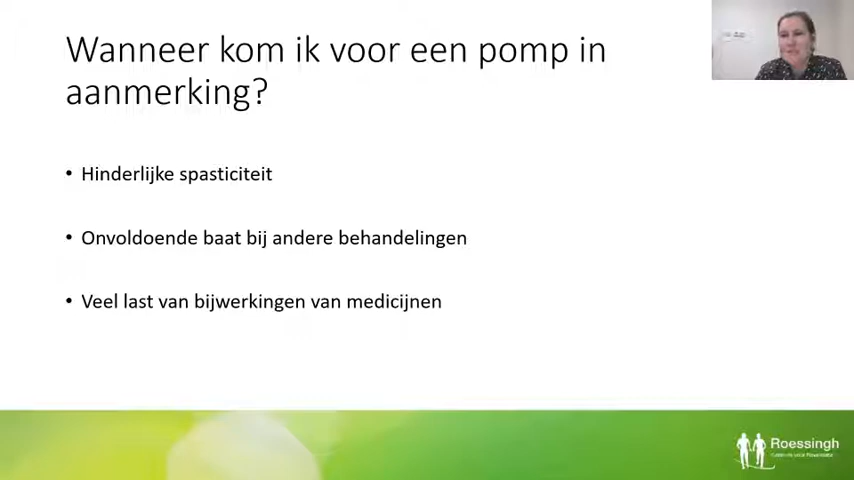 Wanneer kom ik voor een pomp in
aanmerking?
• Hinderlijke spasticiteit
• Onvoldoende baat bij andere behandelingen
• Veel last van bijwerkingen van medicijnen
Roessingh